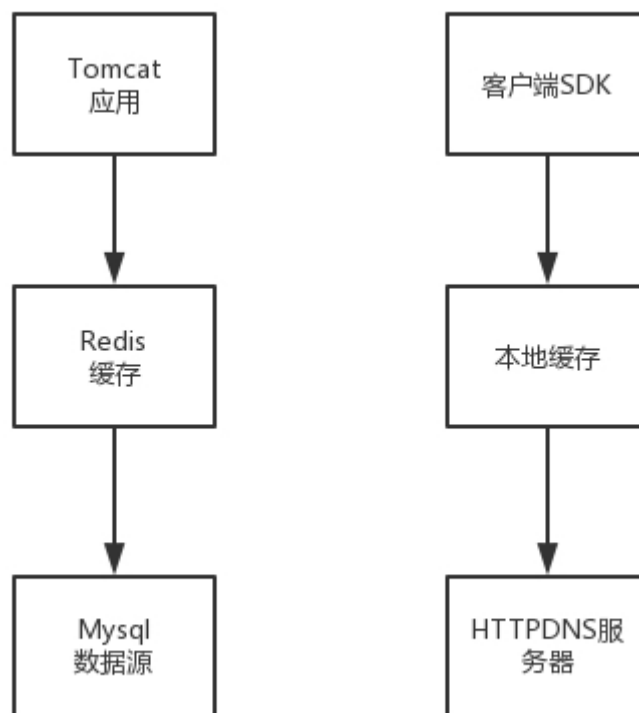 Tomcat
应用
客户端SDK
Redis
缓存
本地缓存
Mysql
数据源
HTTPDNS服
务器